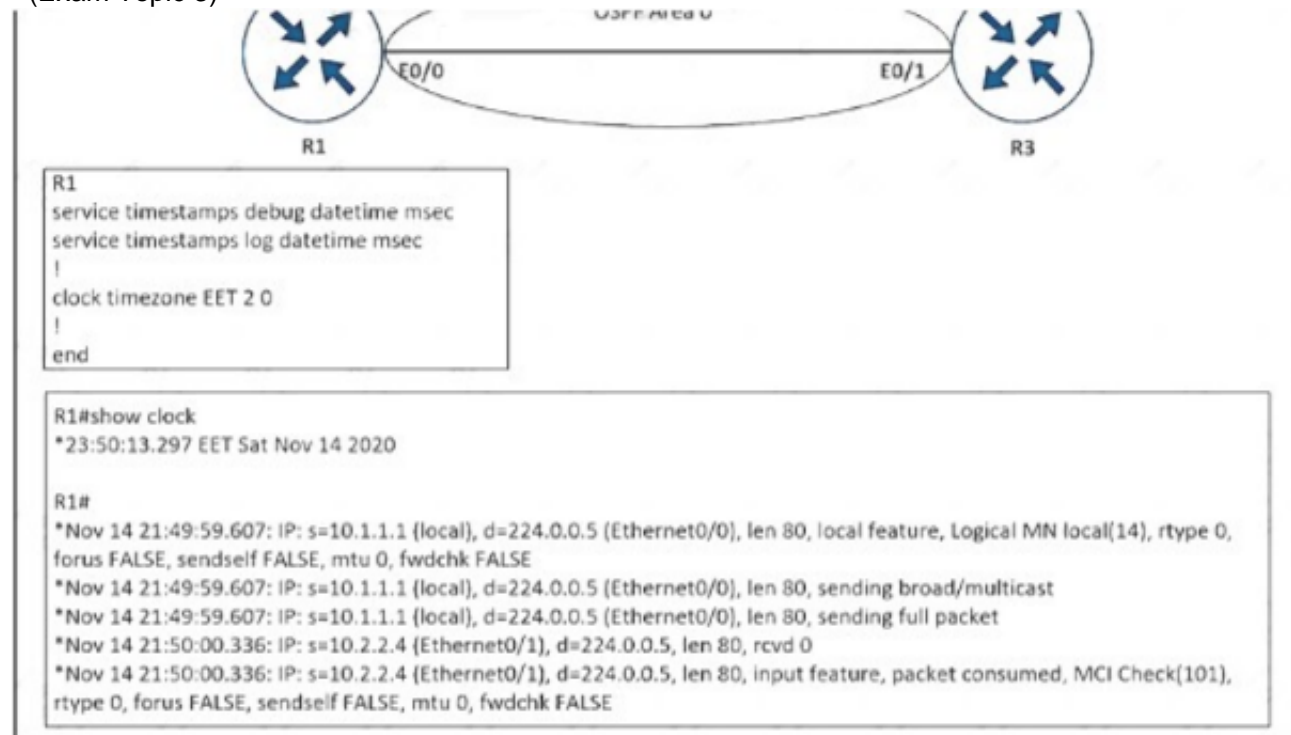 OSPF Area 0
E0/0
E0/1
R1
R3
R1
service timestamps debug datetime msec
service timestamps log datetime msec
!
clock timezone EET 2 0
!
end
R1#show clock
*23:50:13.297 EET Sat Nov 14 2020
R1#
*Nov 14 21:49:59.607: IP: s=10.1.1.1 (local), d=224.0.0.5 (Ethernet0/0), len 80, local feature, Logical MN local(14), rtype 0,
forus FALSE, sendself FALSE, mtu 0, fwdchk FALSE
*Nov 14 21:49:59.607: IP: s=10.1.1.1 (local), d=224.0.0.5 (Ethernet0/0), len 80, sending broad/multicast
*Nov 14 21:49:59.607: IP: s=10.1.1.1 (local), d=224.0.0.5 (Ethernet0/0), len 80, sending full packet
*Nov 14 21:50:00.336: IP: s=10.2.2.4 (Ethernet0/1), d=224.0.0.5, len 80, rcvd 0
*Nov 14 21:50:00.336: IP: s=10.2.2.4 (Ethernet0/1), d=224.0.0.5, len 80, input feature, packet consumed, MCI Check(101),
rtype 0, forus FALSE, sendself FALSE, mtu 0, fwdchk FALSE